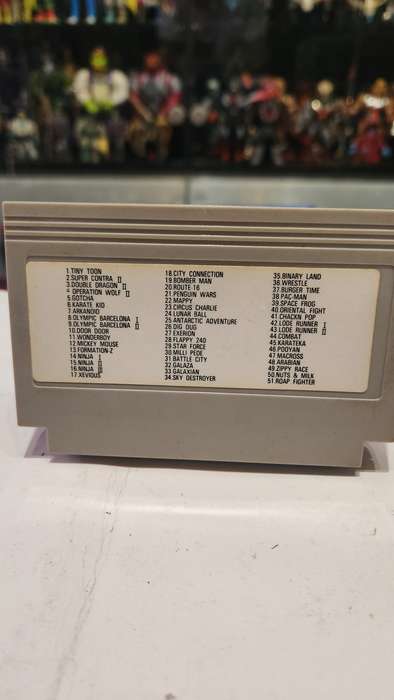 1.TINY TOON
2.SUPER CONTRA II
3.DOUBLE DRAGON II
4.OPERATION WOLF II
5.GOTCHA
6.KARATE KID
7.ARKANOID
8.OLYMPIC BARCELONA I
9.OLYMPIC BARCELONA II
10.DOOR DOOR
11.WONDERBOY
12.MICKEY MOUSE
13.FORMATION-Z
14.NINJA I
15.NINJA II
16.NINJA III
17.XEVIOUS
18.CITY CONNECTION
19.BOMBER MAN
20.ROUTE-16
21.PENGUIN WARS
22.MAPPY
23.CIRCUS CHARLIE
24.LUNAR BALL
25.ANTARCTIC ADVENTURE
26.DIG DUG
27.EXERION
28.FLAPPY 240
29.STAR FORCE
30.MILLI PEDE
31.BATTLE CITY
32.GALAZA
33.GALAXIAN
34.SKY DESTROYER
35.BINARY LAND
36.WRESTLE
37.BURGER TIME
38.PAC-MAN
39.SPACE FROG
40.ORIENTAL FIGHT
41.CHACKN POP
42.LODE RUNNER I
43.LODE RUNNER II
44.COMBAT
45.KARATEKA
46.POOYAN
47.MACROSS
48.ARABIAN
49.ZIPPY RACE
50.NUTS & MILK
51.ROAP FIGHTER